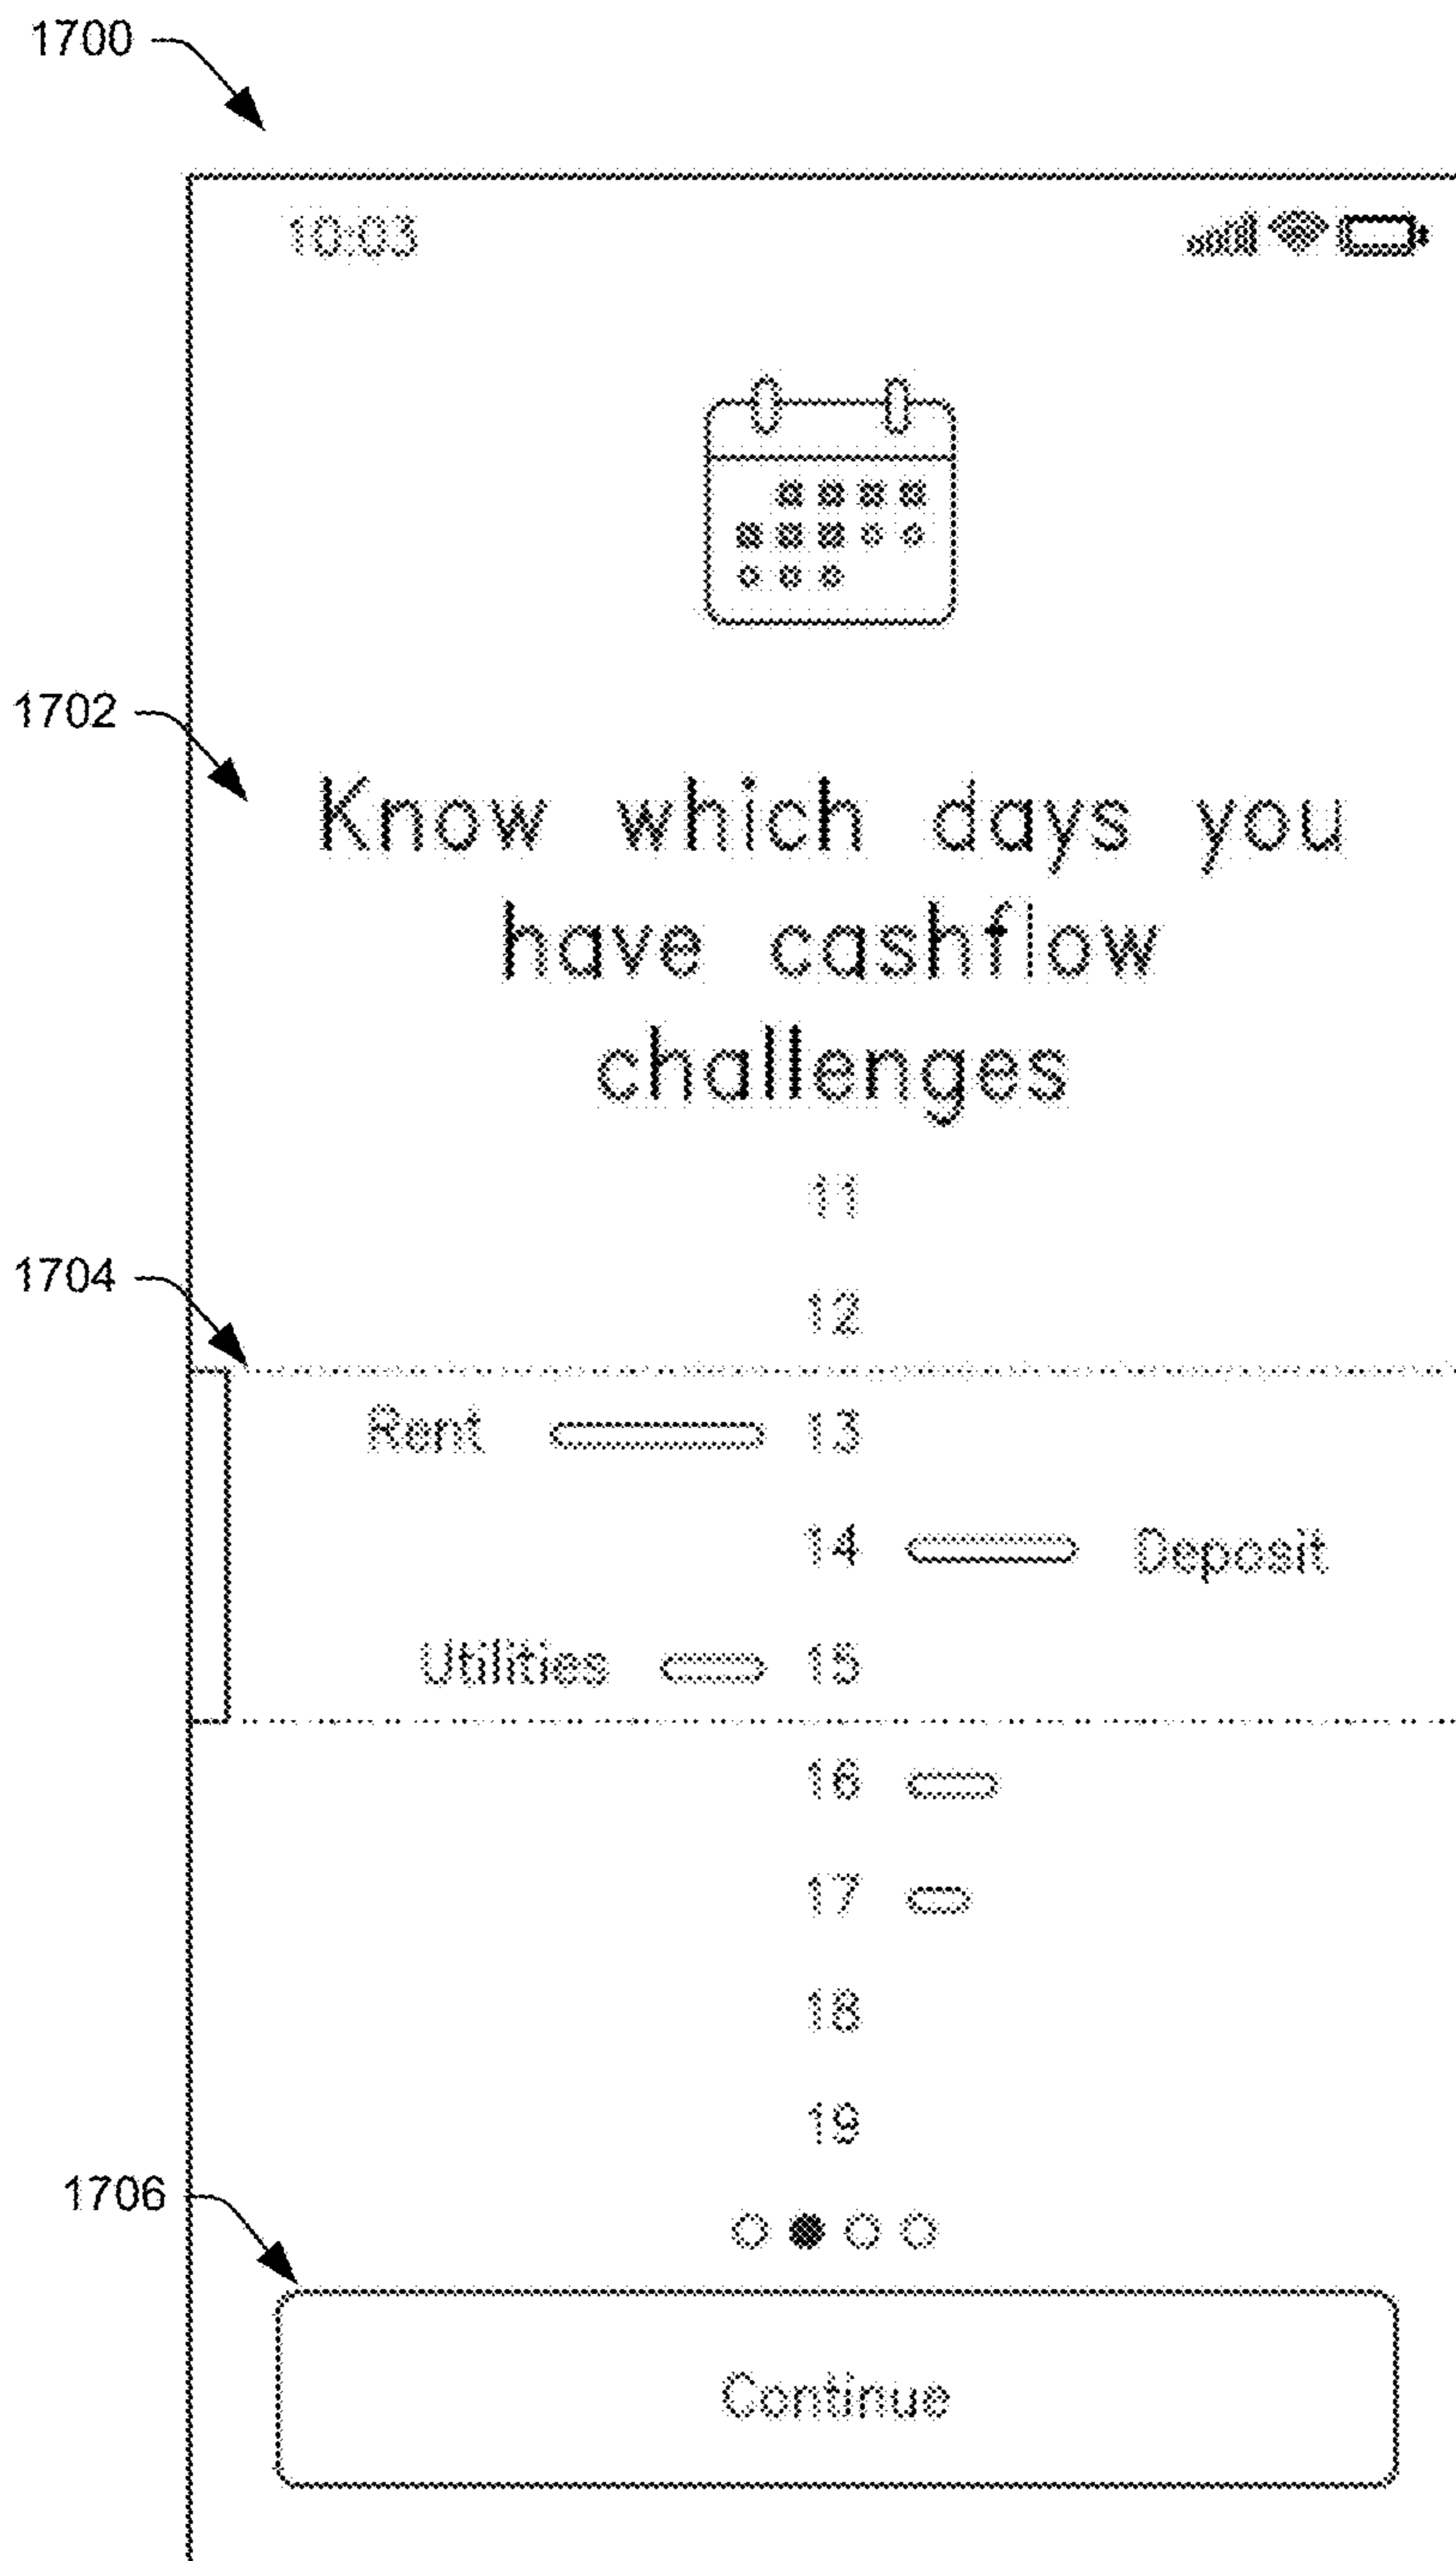 1700
10:03
1702
Know which days you
have cashflow
challenges
11
1704
12
Rent 13
14 Deposit
Utilities 15
16
17
18
19
1706
Continue